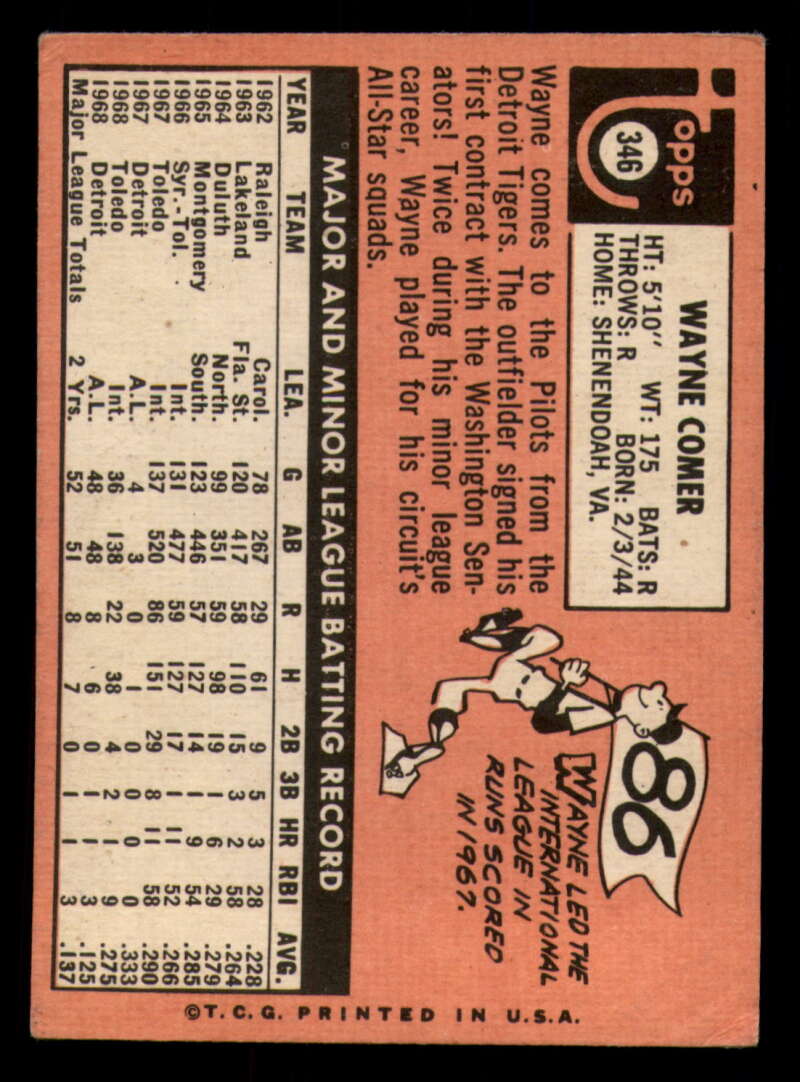 Topps
346
WAYNE COMER
HT: 5'10" WT: 175 BATS: R
THROWS: R BORN: 2/3/44
HOME: SHENENDOAH, VA.
Wayne comes to the Pilots from the
Detroit Tigers. The outfielder signed his
first contract with the Washington Sen-
ators! Twice during his minor league
career, Wayne played for his circuit's
All-Star squads.
86
WAYNE LED THE
INTERNATIONAL
LEAGUE IN
RUNS SCORED
IN 1967.
MAJOR AND MINOR LEAGUE BATTING RECORD
YEAR TEAM LEA. G AB R H 2B 3B HR RBI AVG.
1962 Raleigh Carol. 78 267 29 61 9 5 3 28 .228
1963 Lakeland Fla. St. 120 417 58 110 15 3 2 58 .264
1964 Duluth North. 99 351 59 98 19 1 6 29 .279
1965 Montgomery South. 123 446 57 127 14 1 9 54 .285
1966 Syr.-Tol. Int. 131 477 59 127 17 1 11 52 .266
1967 Toledo Int. 137 520 86 151 29 8 11 58 .290
1967 Detroit A.L. 4 3 0 1 0 0 0 0 .333
1968 Toledo Int. 36 138 22 38 4 2 1 9 .275
1968 Detroit A.L. 48 48 8 6 0 1 1 3 .125
Major League Totals 2 Yrs. 52 51 8 7 0 1 1 3 .137
©T.C.G. PRINTED IN U.S.A.